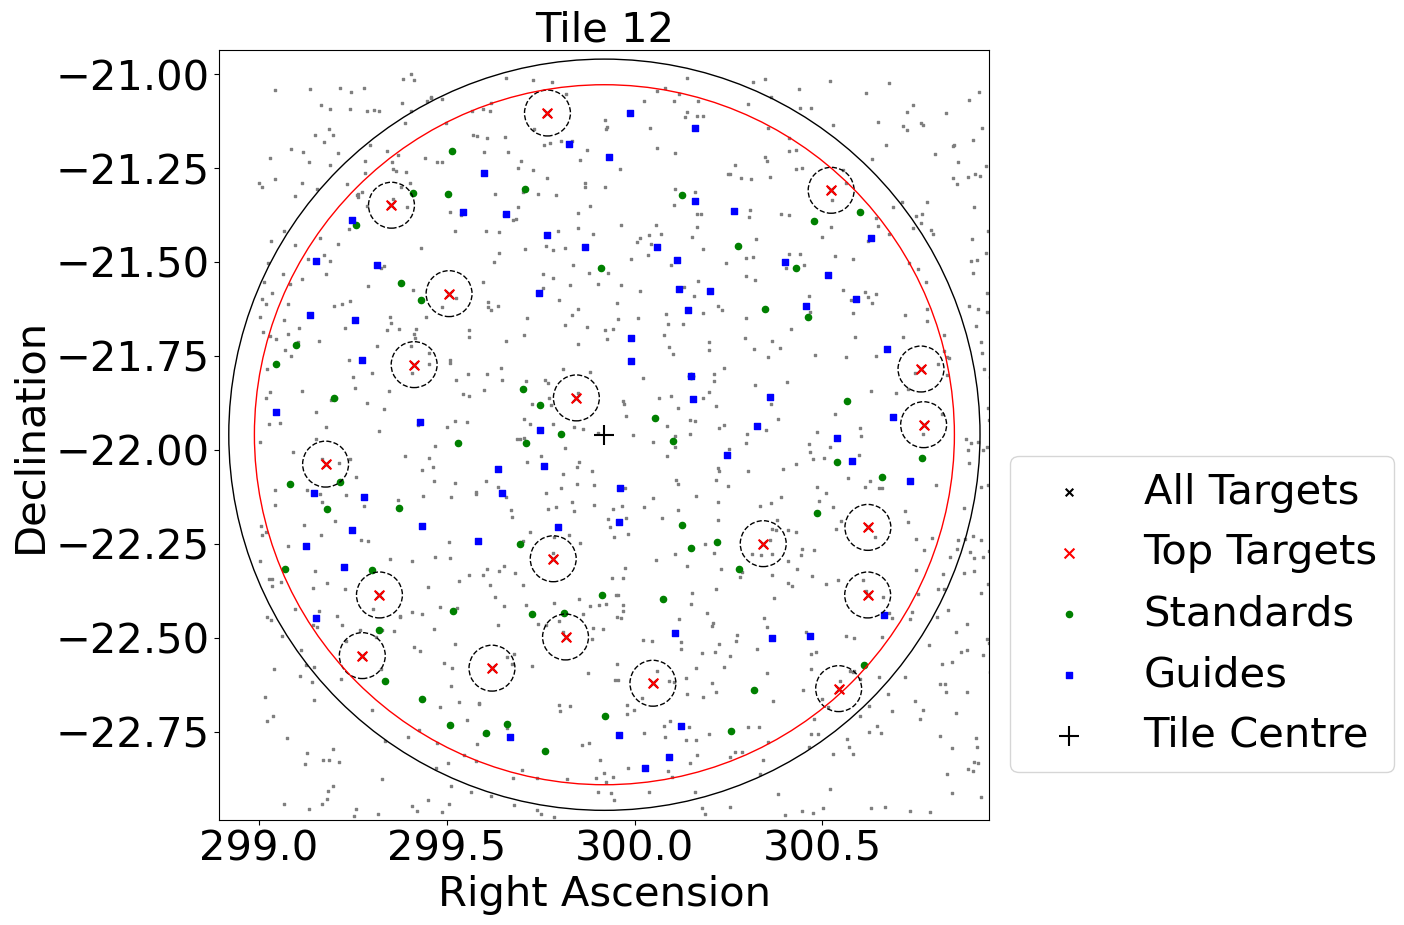 Tile 12
−21.00
−21.25
−21.50
−21.75
−22.00
−22.25
−22.50
−22.75
Declination
299.0
299.5
300.0
300.5
Right Ascension
All Targets
Top Targets
Standards
Guides
Tile Centre